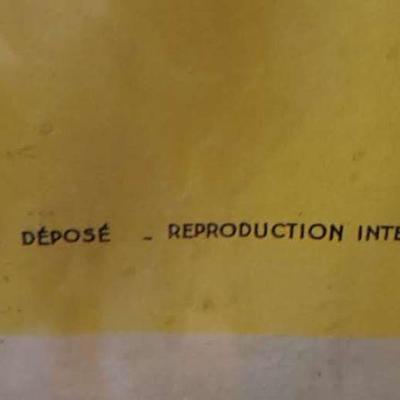 DÉPOSÉ - REPRODUCTION INTE